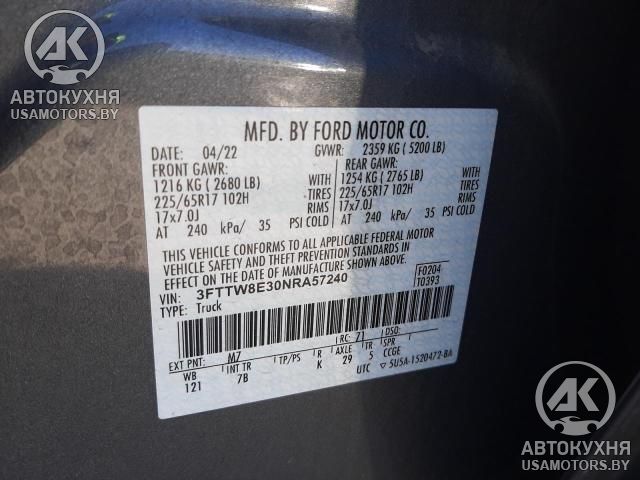 АВТОКУХНЯ
USAMOTORS.BY
MFD. BY FORD MOTOR CO.
DATE: 04/22 GVWR: 2359 KG ( 5200 LB)
FRONT GAWR: REAR GAWR:
1216 KG ( 2680 LB) WITH 1254 KG ( 2765 LB) WITH
225/65R17 102H TIRES 225/65R17 102H TIRES
17x7.0J RIMS 17x7.0J RIMS
AT 240 kPa/ 35 PSI COLD AT 240 kPa/ 35 PSI COLD
THIS VEHICLE CONFORMS TO ALL APPLICABLE FEDERAL MOTOR
VEHICLE SAFETY AND THEFT PREVENTION STANDARDS IN EFFECT
ON THE DATE OF MANUFACTURE SHOWN ABOVE.
VIN: 3FTTW8E30NRA57240 F0204
TYPE: Truck T0393
EXT PNT: M7 RC: 71 DSO:
WB INT TR TP/PS R AXLE TR SPR
121 7B K 29 5 CCGE
UTC ▽ 5U5A-1520472-BA
АВТОКУХНЯ
USAMOTORS.BY